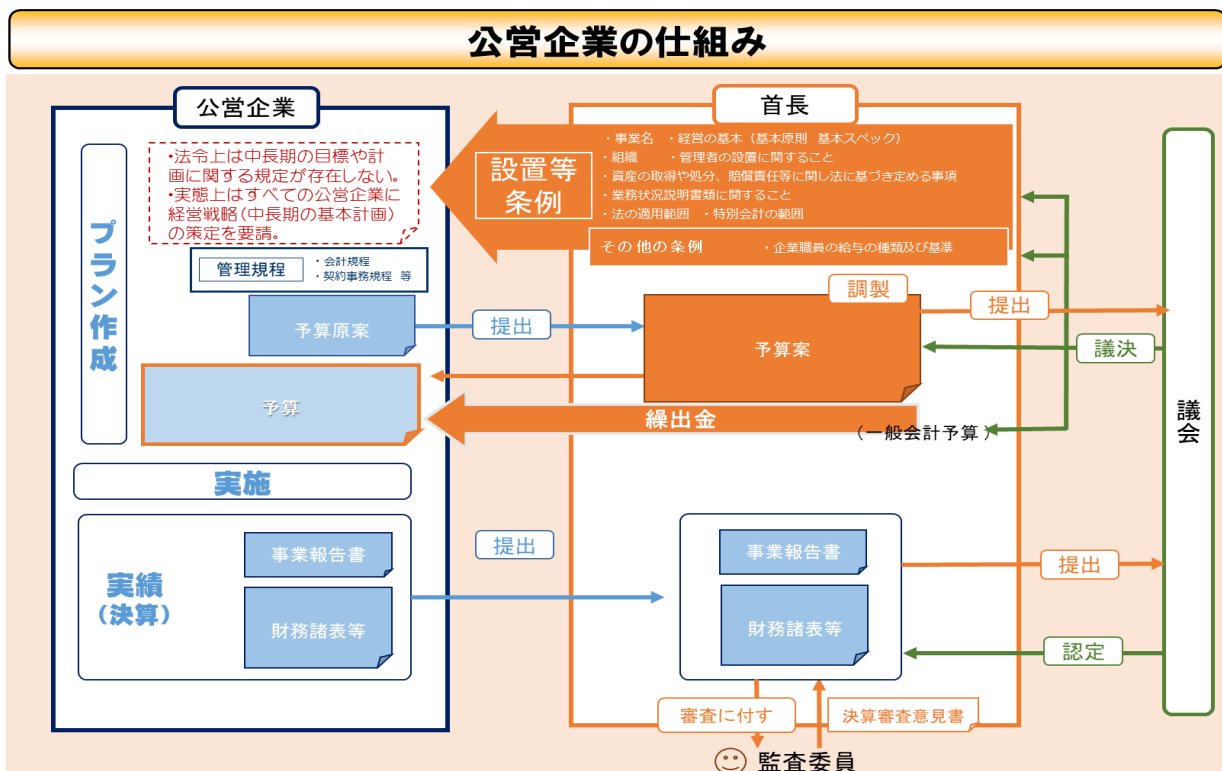 公営企業の仕組み
公営企業
プラン作成
・法令上は中長期の目標や計
画に関する規定が存在しない。
・実態上はすべての公営企業に
経営戦略(中長期の基本計画)
の策定を要請。
管理規程
・会計規程
・契約事務規程 等
予算原案
提出
予算
実施
実績
(決算)
事業報告書
財務諸表等
提出
首長
設置等
条例
・事業名 ・経営の基本(基本原則 基本スペック)
・組織 ・管理者の設置に関すること
・資産の取得や処分、賠償責任等に関し法に基づき定める事項
・業務状況説明書類に関すること
・法の適用範囲 ・特別会計の範囲
その他の条例 ・企業職員の給与の種類及び基準
調製
予算案
繰出金
(一般会計予算)
提出
議決
事業報告書
財務諸表等
提出
認定
議会
審査に付す
決算審査意見書
監査委員